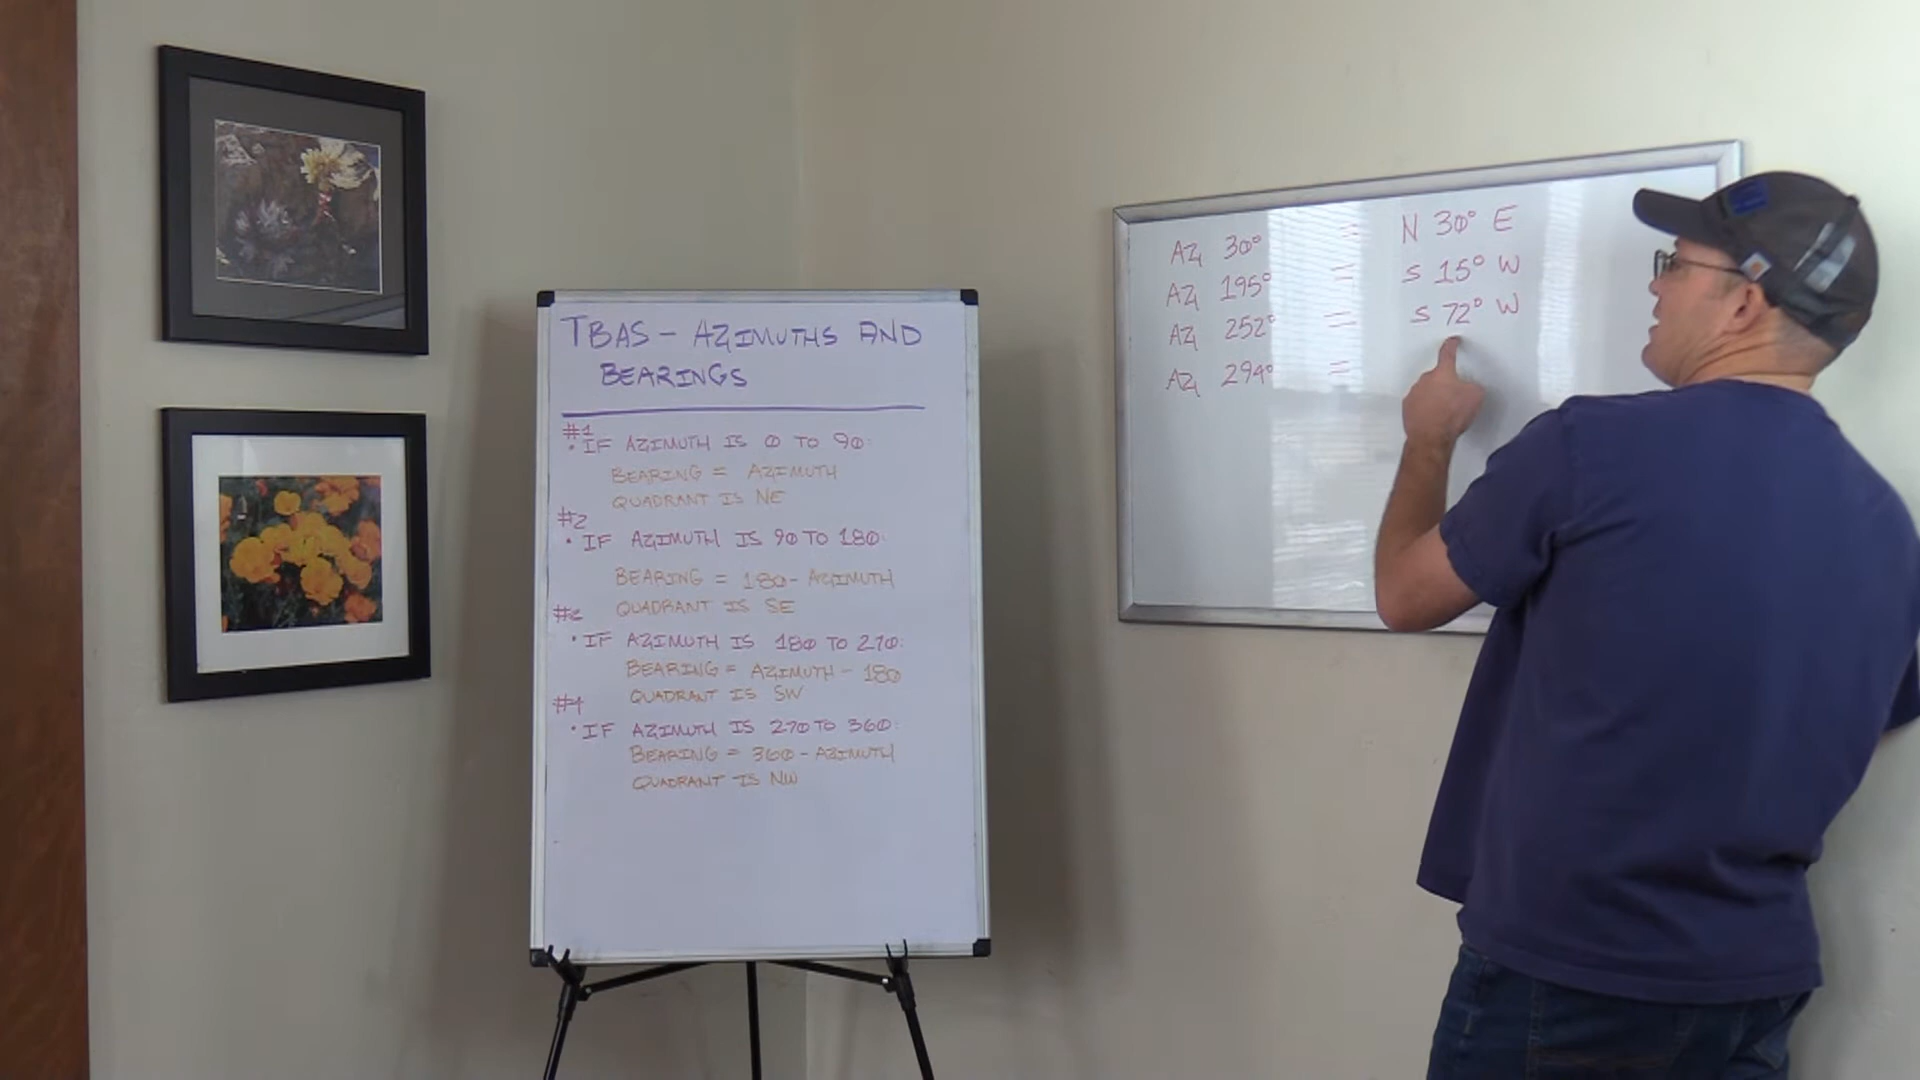 TBAS - AZIMUTHS AND
BEARINGS
#1
• IF AZIMUTH IS 0 TO 90:
BEARING = AZIMUTH
QUADRANT IS NE
#2
• IF AZIMUTH IS 90 TO 180:
BEARING = 180 - AZIMUTH
QUADRANT IS SE
#3
• IF AZIMUTH IS 180 TO 270:
BEARING = AZIMUTH - 180
QUADRANT IS SW
#4
• IF AZIMUTH IS 270 TO 360:
BEARING = 360 - AZIMUTH
QUADRANT IS NW
AZ 30° = N 30° E
AZ 195° = S 15° W
AZ 252° = S 72° W
AZ 294° =